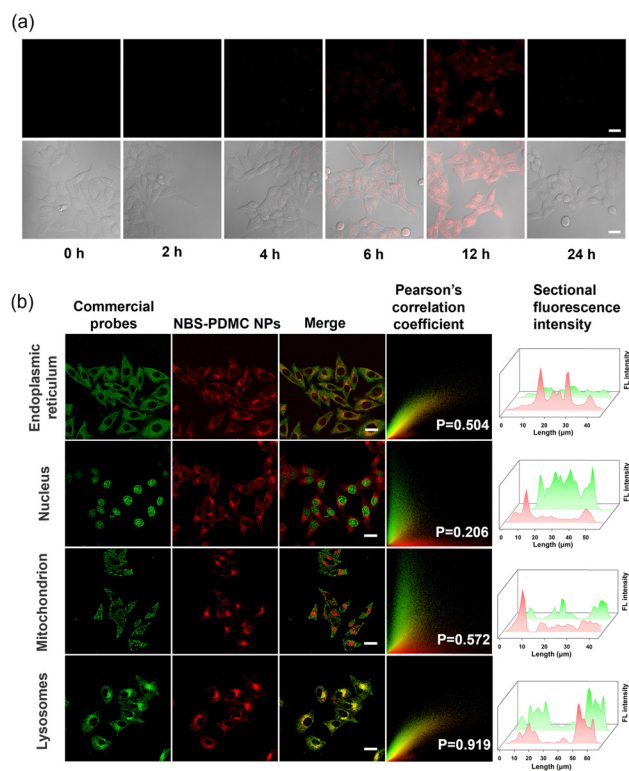 (a)
0 h 2 h 4 h 6 h 12 h 24 h
(b)
Commercial probes
NBS-PDMC NPs
Merge
Pearson's correlation coefficient
Sectional fluorescence intensity
Endoplasmic reticulum
P=0.504
FL intensity
0 10 20 30 40
Length (μm)
Nucleus
P=0.206
FL intensity
0 10 20 30 40 50
Length (μm)
Mitochondrion
P=0.572
FL intensity
0 10 20 30 40
Length (μm)
Lysosomes
P=0.919
FL intensity
0 10 20 30 40 50 60
Length (μm)